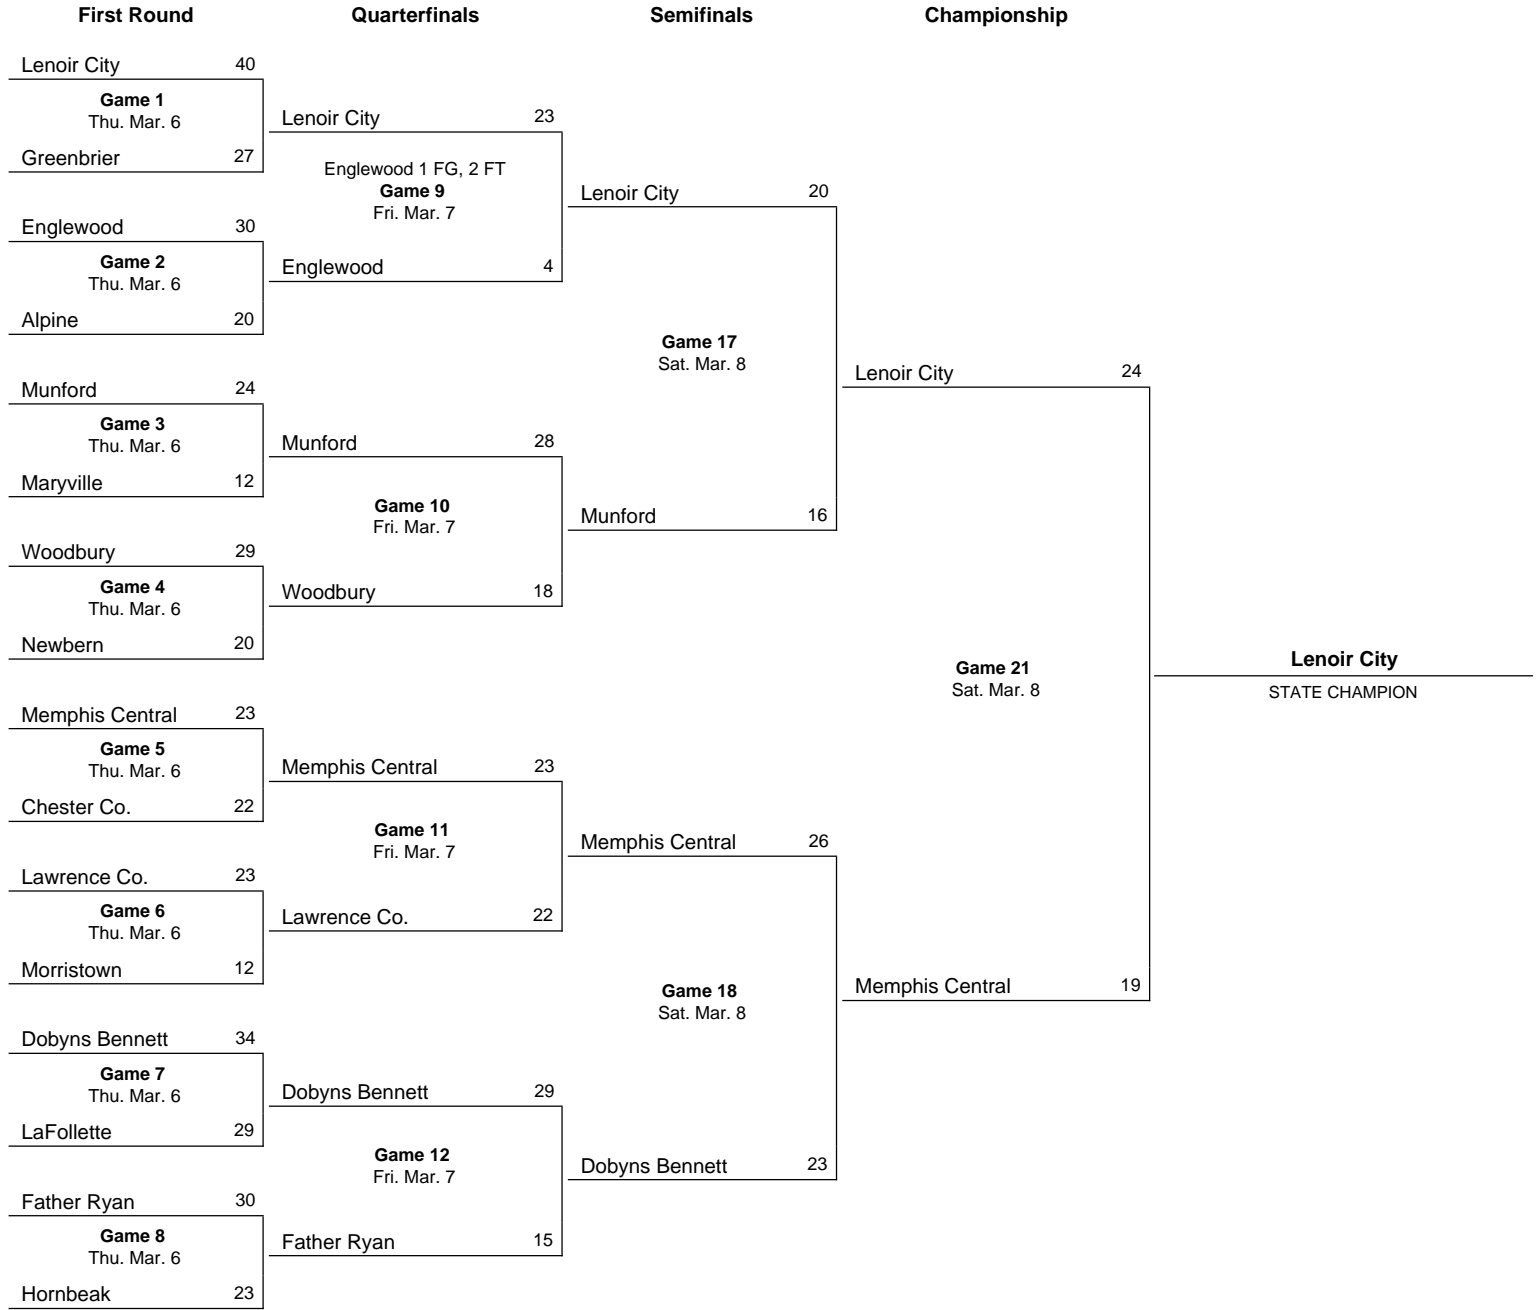 First Round
Quarterfinals
Semifinals
Championship
Lenoir City 40
Game 1
Thu. Mar. 6
Greenbrier 27
Englewood 30
Game 2
Thu. Mar. 6
Alpine 20
Munford 24
Game 3
Thu. Mar. 6
Maryville 12
Woodbury 29
Game 4
Thu. Mar. 6
Newbern 20
Memphis Central 23
Game 5
Thu. Mar. 6
Chester Co. 22
Lawrence Co. 23
Game 6
Thu. Mar. 6
Morristown 12
Dobyns Bennett 34
Game 7
Thu. Mar. 6
LaFollette 29
Father Ryan 30
Game 8
Thu. Mar. 6
Hornbeak 23
Lenoir City 23
Englewood 1 FG, 2 FT
Game 9
Fri. Mar. 7
Englewood 4
Munford 28
Game 10
Fri. Mar. 7
Woodbury 18
Memphis Central 23
Game 11
Fri. Mar. 7
Lawrence Co. 22
Dobyns Bennett 29
Game 12
Fri. Mar. 7
Father Ryan 15
Lenoir City 20
Game 17
Sat. Mar. 8
Munford 16
Memphis Central 26
Game 18
Sat. Mar. 8
Dobyns Bennett 23
Lenoir City 24
Game 21
Sat. Mar. 8
Memphis Central 19
Lenoir City
STATE CHAMPION